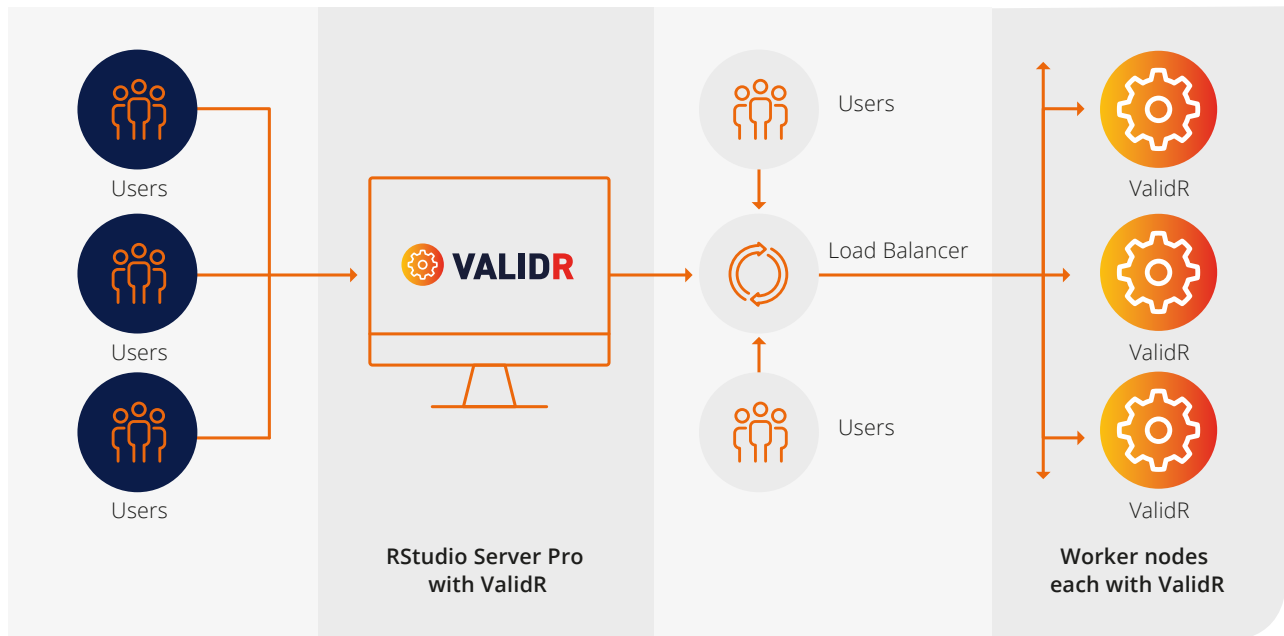 Users
Users
Users
VALIDR
RStudio Server Pro
with ValidR
Users
Load Balancer
Users
ValidR
ValidR
ValidR
Worker nodes
each with ValidR